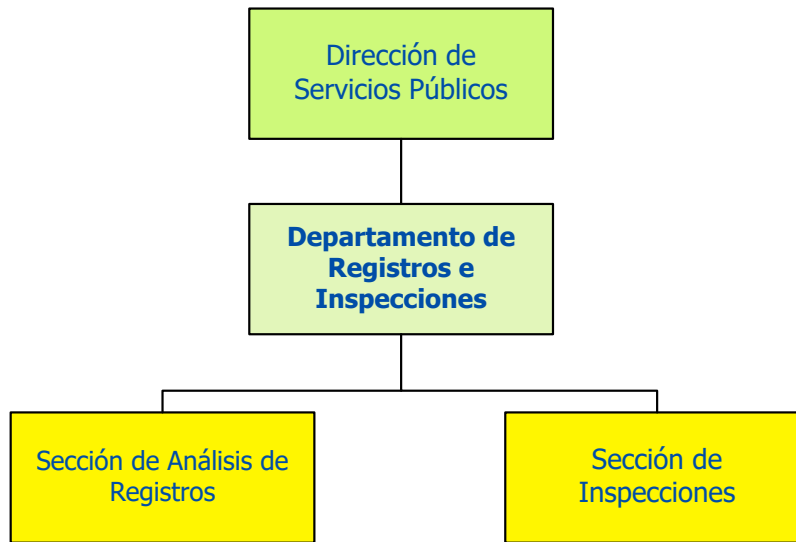 Dirección de
Servicios Públicos
Departamento de
Registros e
Inspecciones
Sección de Análisis de
Registros
Sección de
Inspecciones